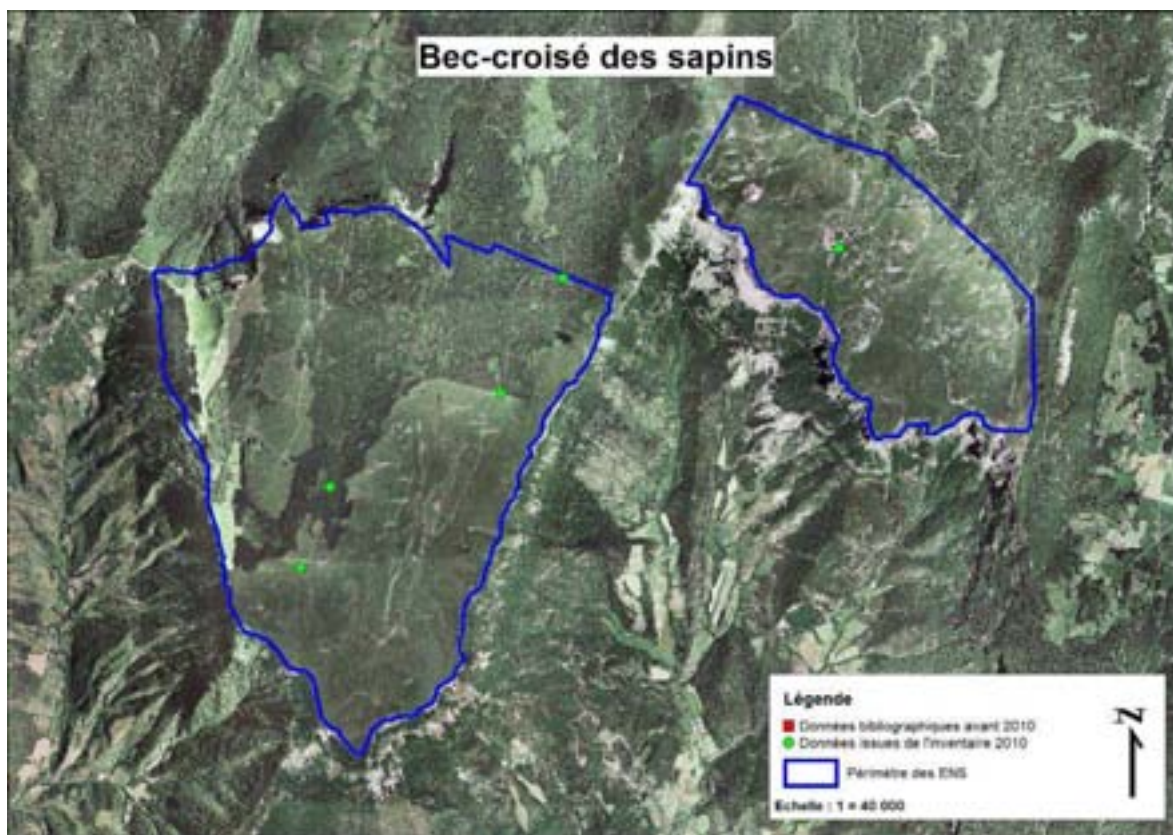 Bec-croisé des sapins
Légende
Données bibliographiques avant 2010
Données issues de l'inventaire 2010
Périmètre des ENS
Echelle : 1 = 40 000
N